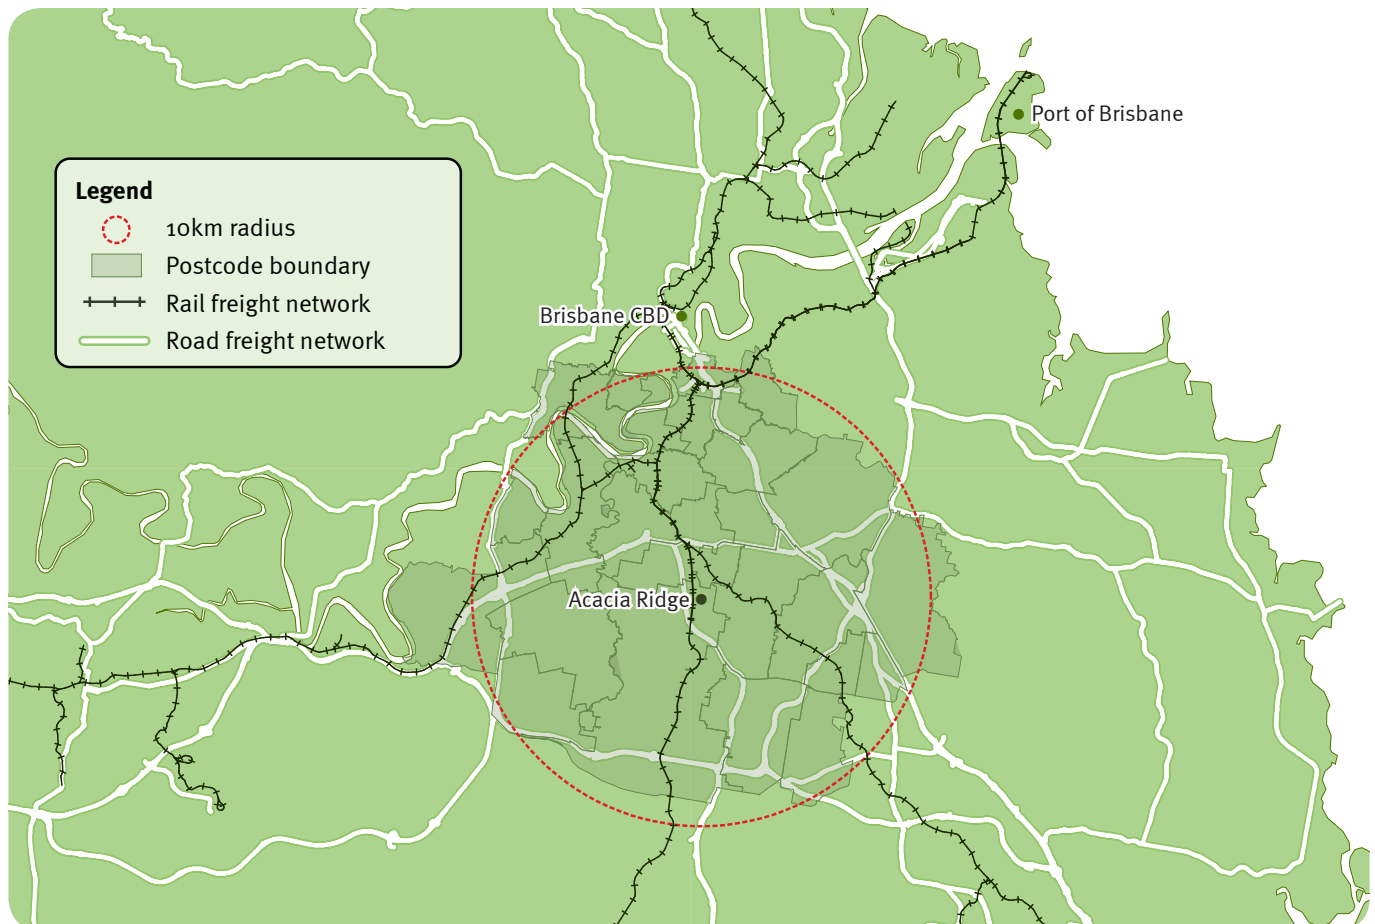 Port of Brisbane
Legend
10km radius
Postcode boundary
Rail freight network
Road freight network
Brisbane CBD
Acacia Ridge